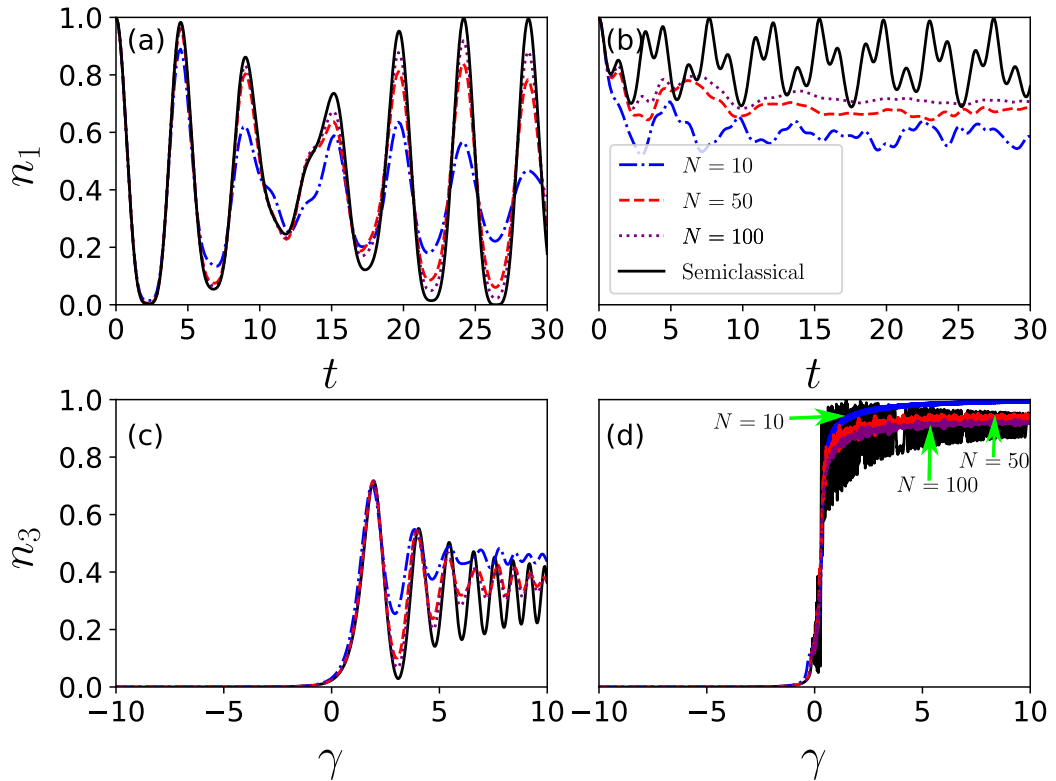 (a)
n₁
1.0
0.8
0.6
0.4
0.2
0.0
0 5 10 15 20 25 30
t
(b)
0 5 10 15 20 25 30
t
N = 10
N = 50
N = 100
Semiclassical
(c)
n₃
1.0
0.8
0.6
0.4
0.2
0.0
−10 −5 0 5 10
γ
(d)
N = 10
N = 50
N = 100
−10 −5 0 5 10
γ